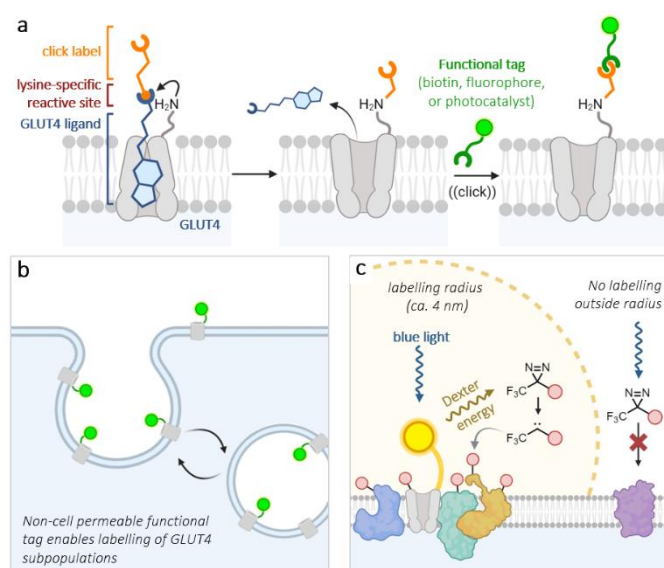 a
click label
lysine-specific
reactive site
GLUT4 ligand
H₂N
GLUT4
H₂N
Functional tag
(biotin, fluorophore,
or photocatalyst)
((click))
H₂N
b
Non-cell permeable functional
tag enables labelling of GLUT4
subpopulations
c
labelling radius
(ca. 4 nm)
blue light
Dexter
energy
N=N
F₃C
F₃C
No labelling
outside radius
N=N
F₃C